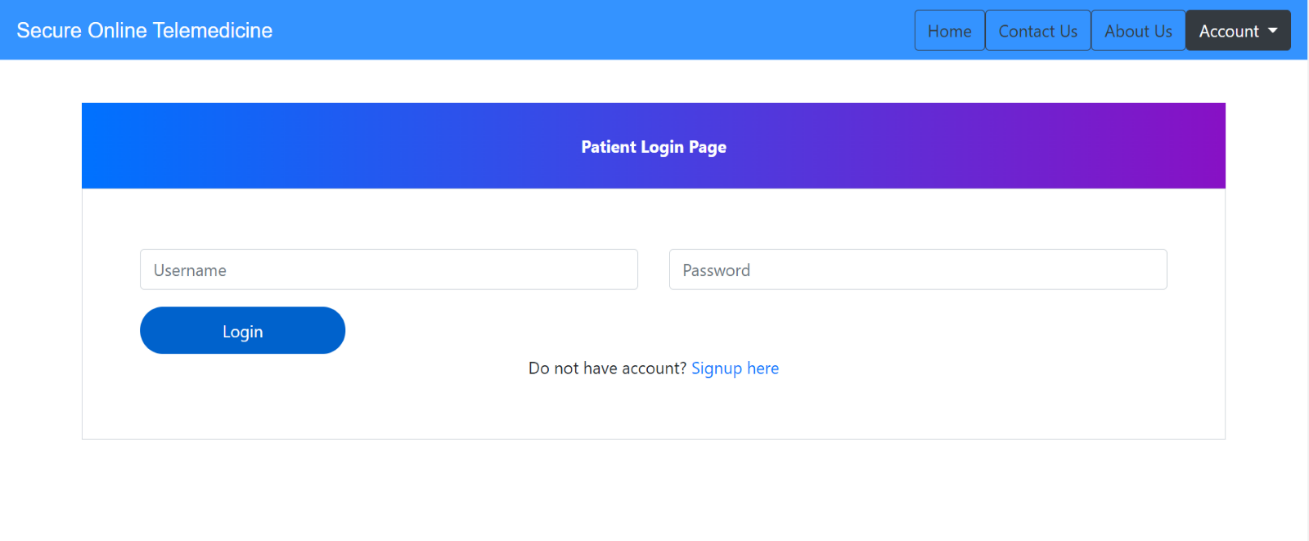 Secure Online Telemedicine Home Contact Us About Us Account
Patient Login Page
Username Password
Login
Do not have account? Signup here